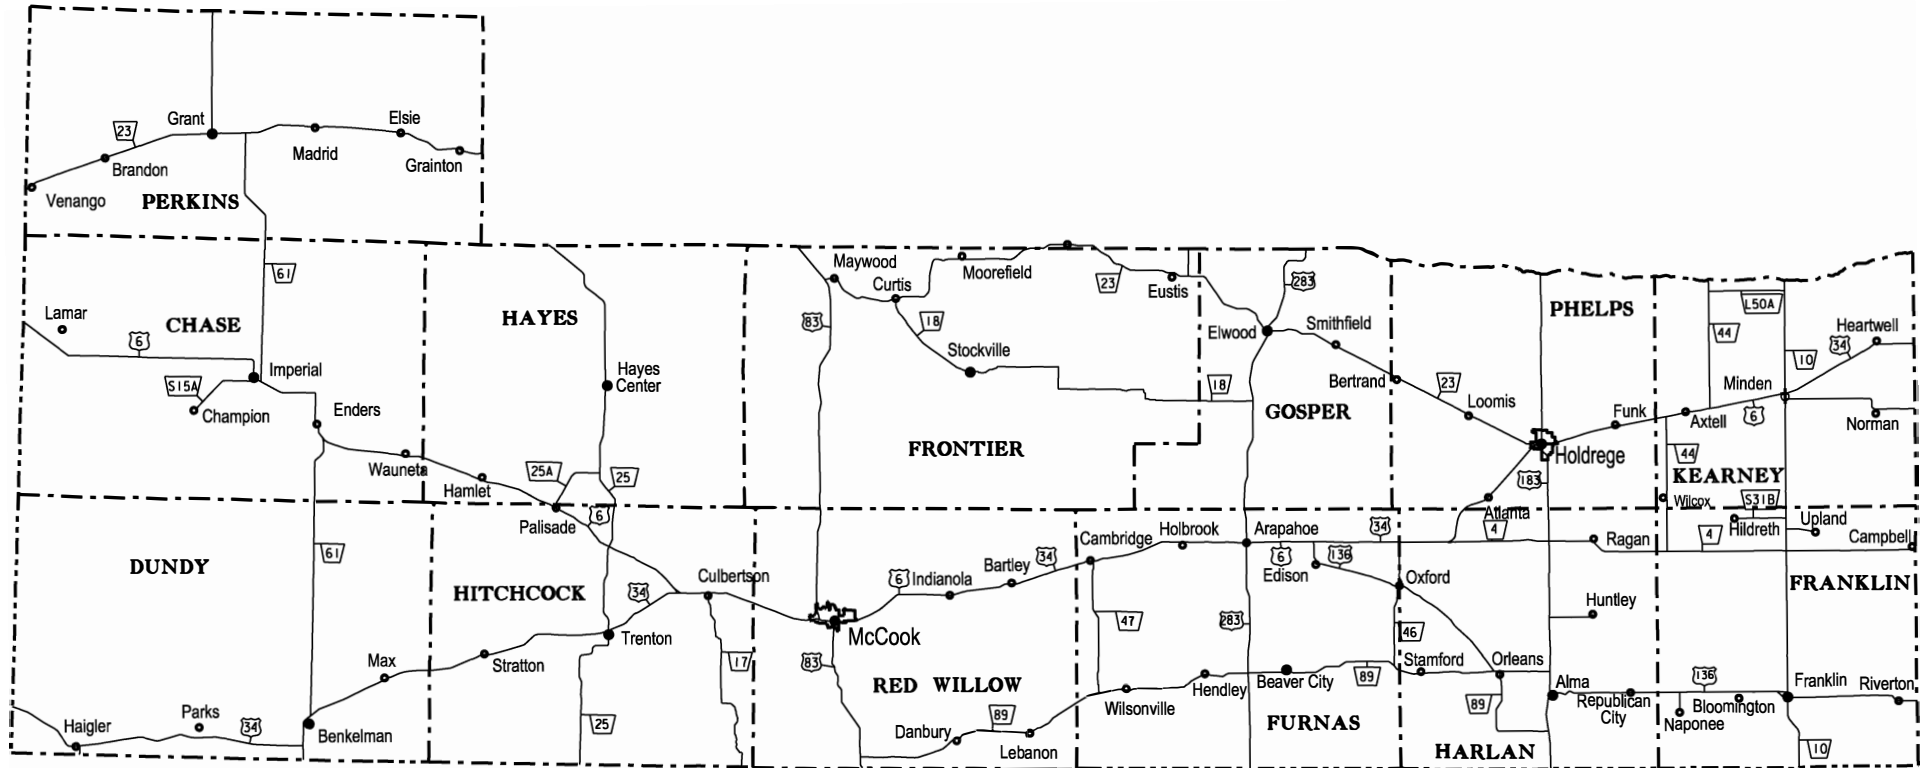 Grant
Elsie
23
Madrid
Brandon
Grainton
Venango
PERKINS
61
Lamar
CHASE
6
Imperial
S15A
Champion
Enders
Wauneta
HAYES
Hayes
Center
Hamlet
25A
25
Palisade
6
Maywood
Curtis
Moorefield
23
Eustis
283
83
18
Stockville
18
FRONTIER
Elwood
Smithfield
Bertrand
23
Loomis
GOSPER
PHELPS
L50A
44
Heartwell
34
10
Minden
Funk
Axtell
6
Norman
Holdrege
44
KEARNEY
183
Wilcox
S31B
Atlanta
4
Hildreth
Upland
4
Campbell
Ragan
DUNDY
61
HITCHCOCK
34
Culbertson
Trenton
Max
Stratton
17
25
Haigler
Parks
34
Benkelman
6
Indianola
Bartley
34
Cambridge
Holbrook
Arapahoe
34
6
136
Edison
Oxford
McCook
83
RED WILLOW
47
283
46
Danbury
89
Lebanon
Wilsonville
Hendley
Beaver City
89
Stamford
Orleans
FURNAS
89
HARLAN
Huntley
FRANKLIN
Alma
Republican
City
136
Naponee
Bloomington
Franklin
Riverton
10